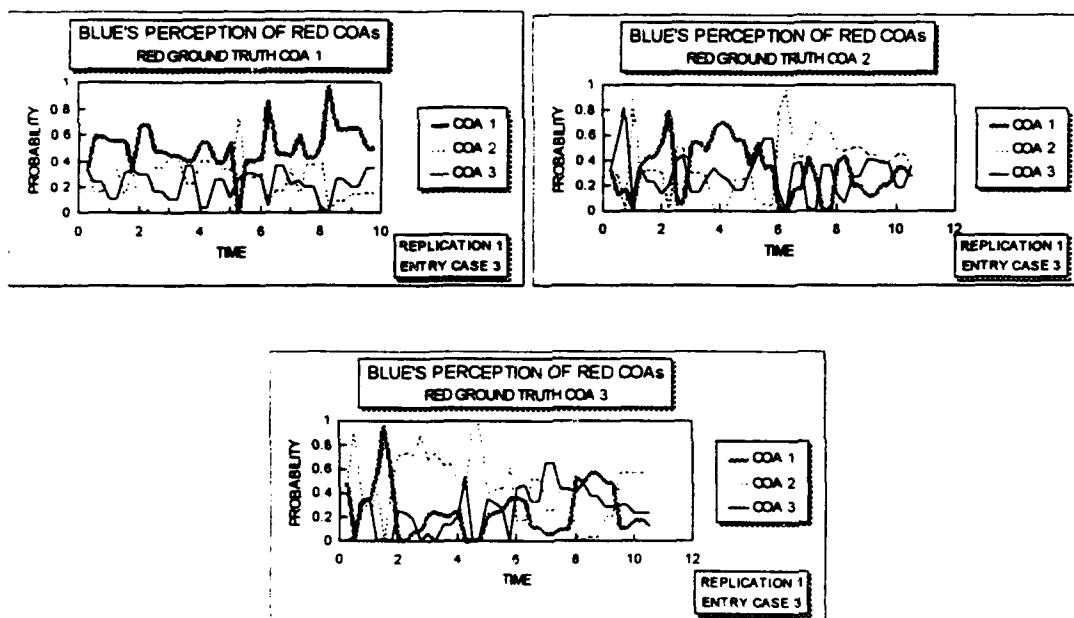 BLUE'S PERCEPTION OF RED COAs
RED GROUND TRUTH COA 1
PROBABILITY
1
0.8
0.6
0.4
0.2
0
0 2 4 6 8 10
TIME
COA 1
COA 2
COA 3
REPLICATION 1
ENTRY CASE 3
BLUE'S PERCEPTION OF RED COAs
RED GROUND TRUTH COA 2
PROBABILITY
1
0.8
0.6
0.4
0.2
0
0 2 4 6 8 10 12
TIME
COA 1
COA 2
COA 3
REPLICATION 1
ENTRY CASE 3
BLUE'S PERCEPTION OF RED COAs
RED GROUND TRUTH COA 3
PROBABILITY
1
0.8
0.6
0.4
0.2
0
0 2 4 6 8 10 12
TIME
COA 1
COA 2
COA 3
REPLICATION 1
ENTRY CASE 3